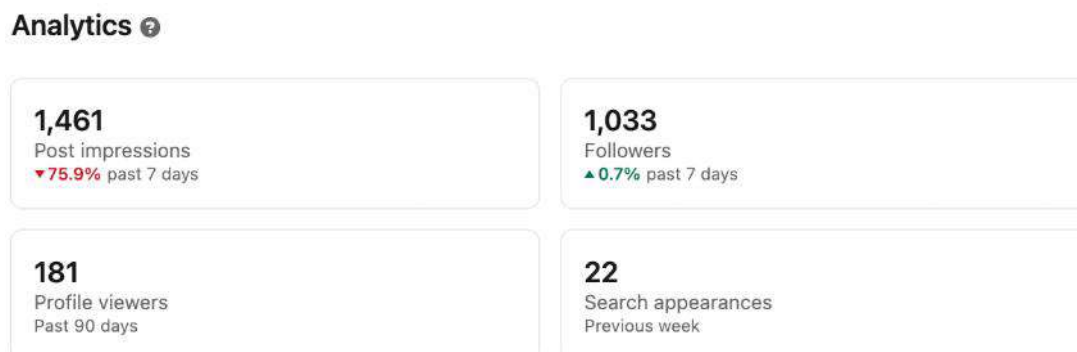 Analytics ?
1,461
Post impressions
▼75.9% past 7 days
1,033
Followers
▲0.7% past 7 days
181
Profile viewers
Past 90 days
22
Search appearances
Previous week